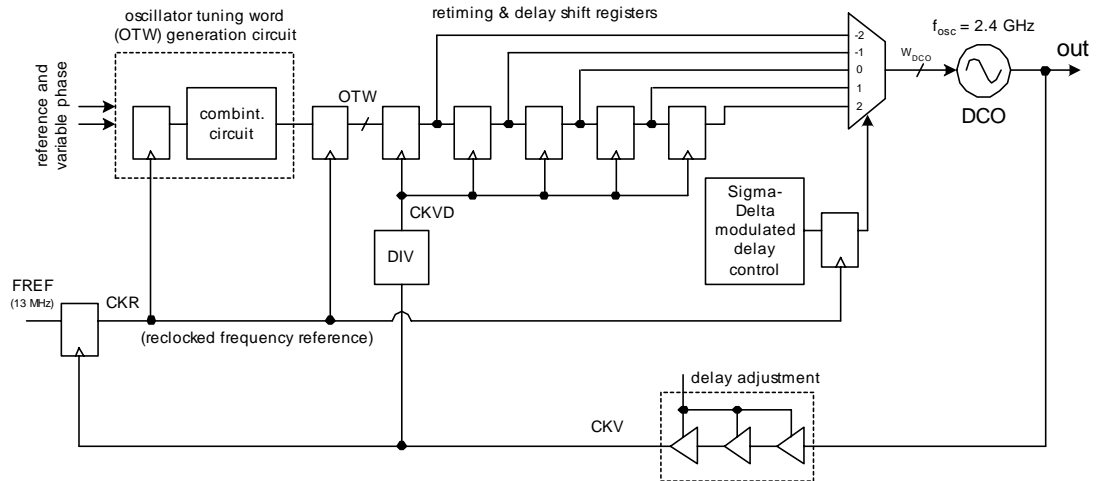 oscillator tuning word
(OTW) generation circuit
retiming & delay shift registers
fosc = 2.4 GHz
out
-2
-1
0
1
2
WDCO
DCO
reference and
variable phase
combint.
circuit
OTW
CKVD
DIV
Sigma-
Delta
modulated
delay
control
FREF
(13 MHz)
CKR
(reclocked frequency reference)
delay adjustment
CKV